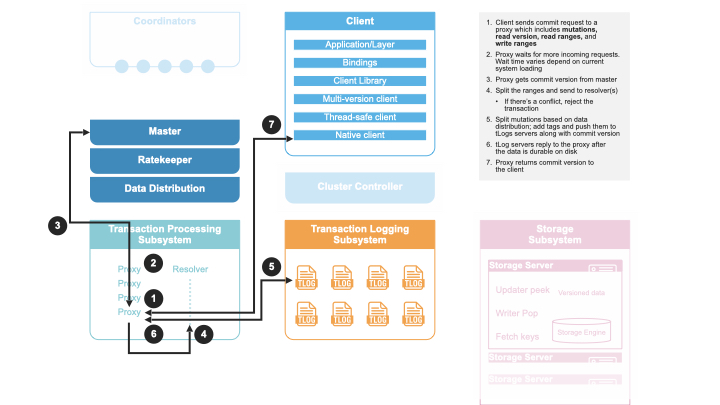 Coordinators
Client
Application/Layer
Bindings
Client Library
Multi-version client
Thread-safe client
Native client
Master
Ratekeeper
Data Distribution
Cluster Controller
Transaction Processing
Subsystem
Proxy
Proxy
Proxy
Proxy
Resolver
Transaction Logging
Subsystem
TLOG
TLOG
TLOG
TLOG
TLOG
TLOG
TLOG
TLOG
Storage
Subsystem
Storage Server
Updater peek
Versioned data
Writer Pop
Storage Engine
Fetch keys
Storage Server
Storage Server
7
3
2
1
5
6
4
1. Client sends commit request to a
proxy which includes mutations,
read version, read ranges, and
write ranges
2. Proxy waits for more incoming requests.
Wait time varies depend on current
system loading
3. Proxy gets commit version from master
4. Split the ranges and send to resolver(s)
• If there's a conflict, reject the
transaction
5. Split mutations based on data
distribution; add tags and push them to
tLogs servers along with commit version
6. tLog servers reply to the proxy after
the data is durable on disk
7. Proxy returns commit version to
the client